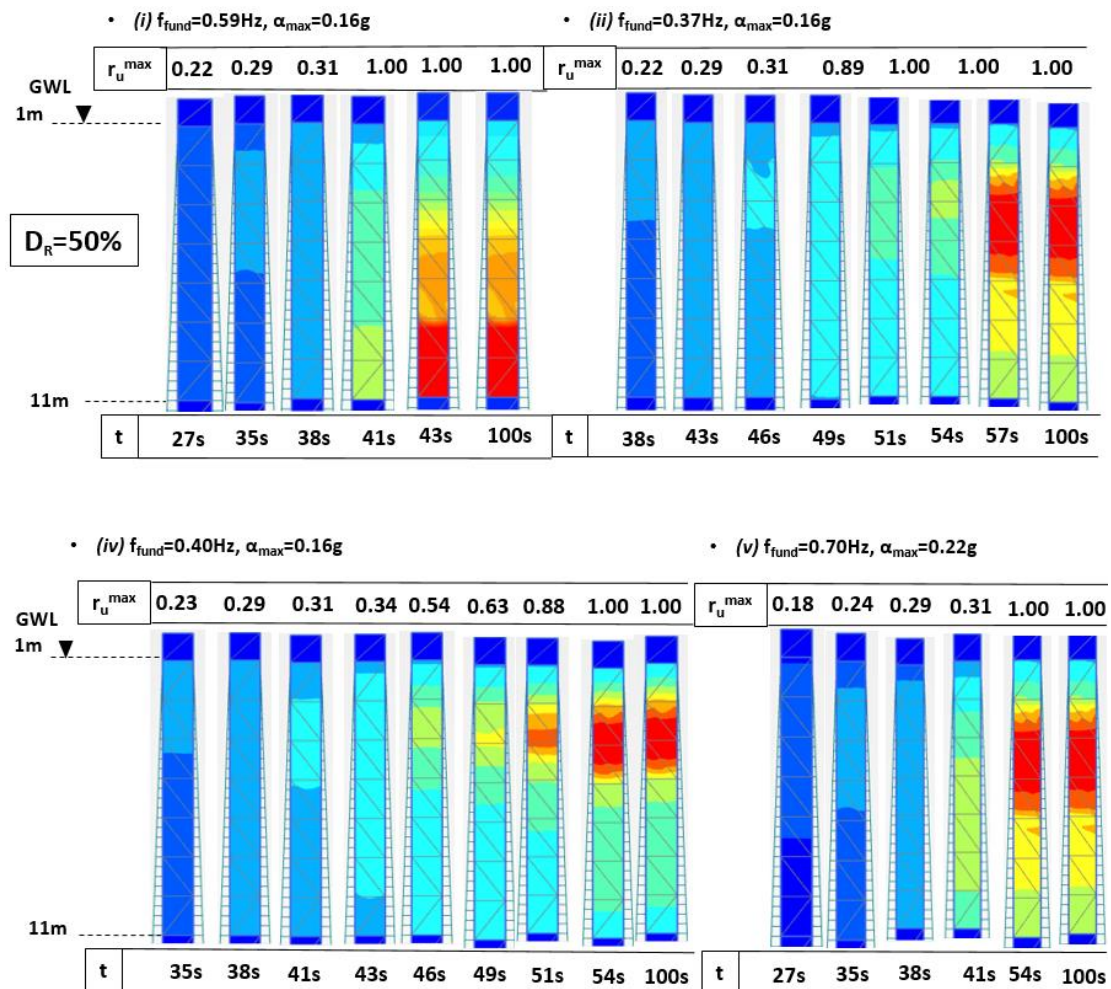 • (i) f_fund=0.59Hz, α_max=0.16g
r_u^max 0.22 0.29 0.31 1.00 1.00 1.00
GWL
1m
D_R=50%
11m
t 27s 35s 38s 41s 43s 100s
• (ii) f_fund=0.37Hz, α_max=0.16g
r_u^max 0.22 0.29 0.31 0.89 1.00 1.00 1.00
t 38s 43s 46s 49s 51s 54s 57s 100s
• (iv) f_fund=0.40Hz, α_max=0.16g
r_u^max 0.23 0.29 0.31 0.34 0.54 0.63 0.88 1.00 1.00
GWL
1m
11m
t 35s 38s 41s 43s 46s 49s 51s 54s 100s
• (v) f_fund=0.70Hz, α_max=0.22g
r_u^max 0.18 0.24 0.29 0.31 1.00 1.00
t 27s 35s 38s 41s 54s 100s